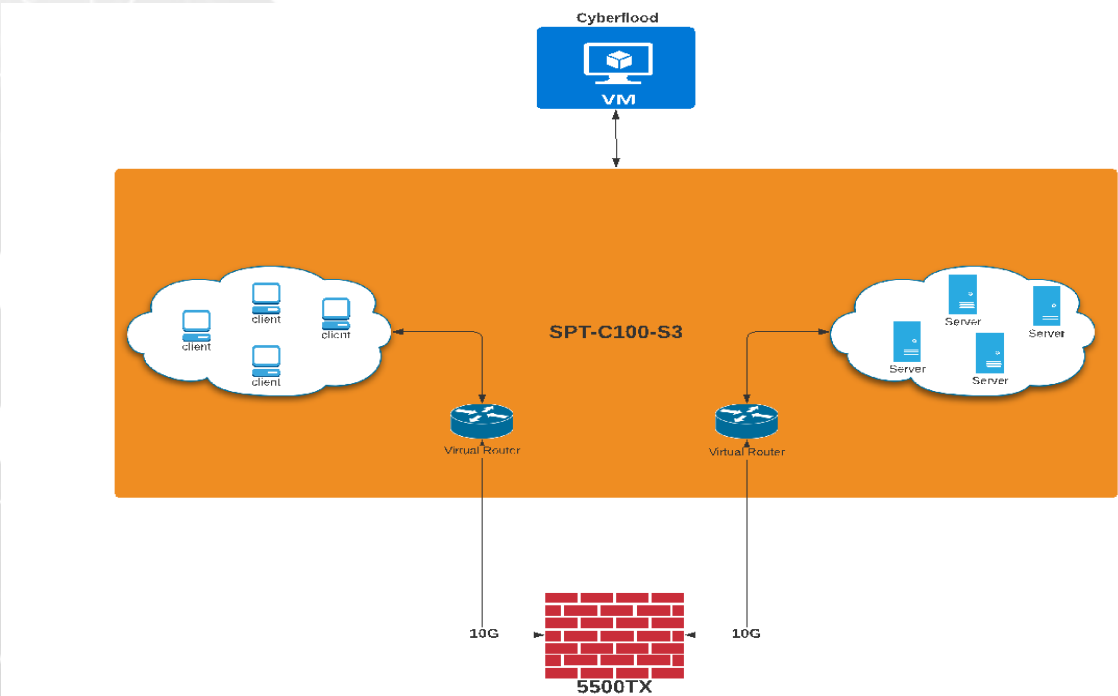 Cyberflood
VM
client
client
client
client
SPT-C100-S3
Server
Server
Server
Server
Virtual Router
Virtual Router
10G
10G
5500TX